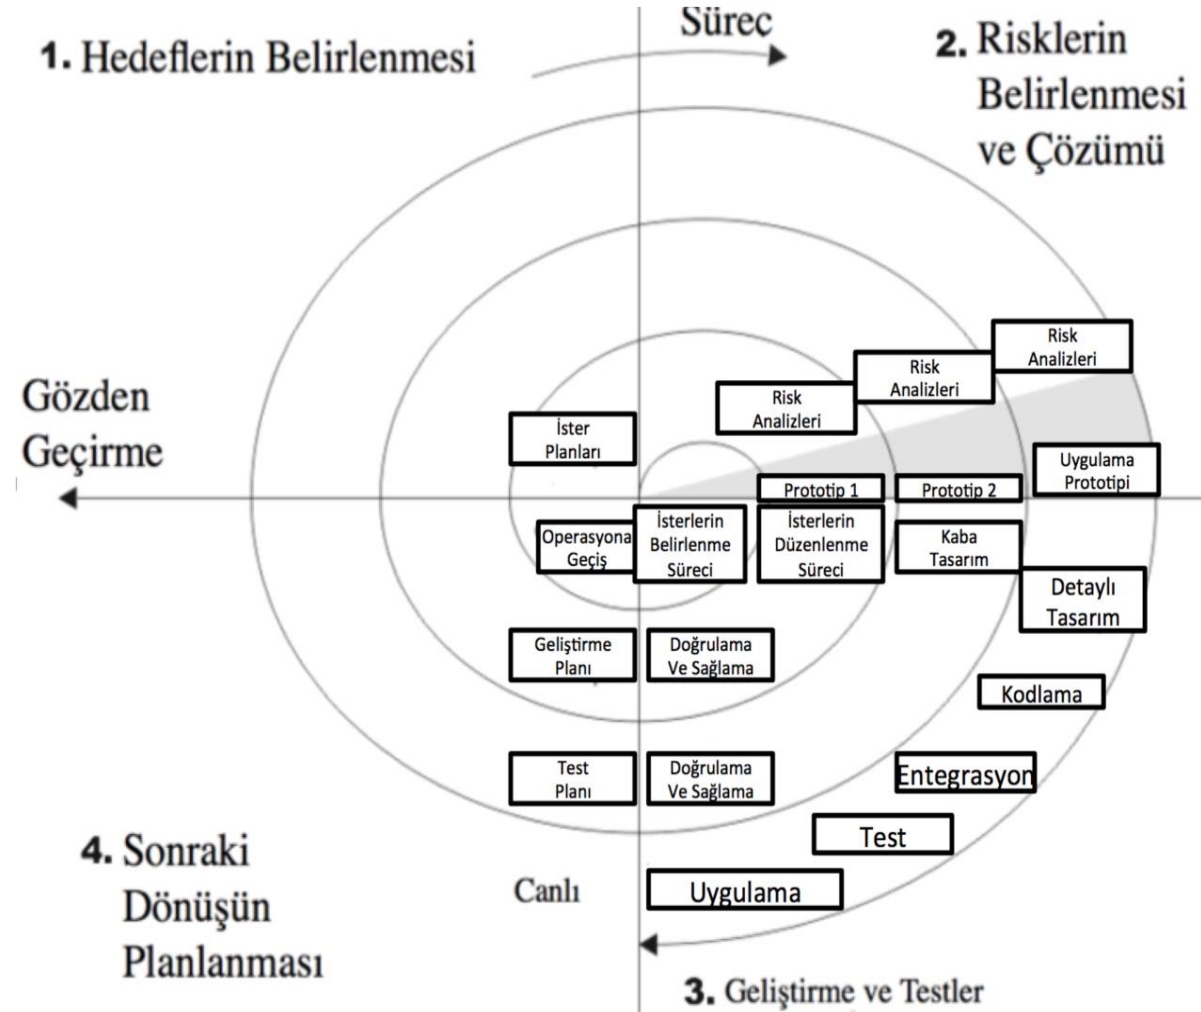 Süreç
1. Hedeflerin Belirlenmesi
2. Risklerin
Belirlenmesi
ve Çözümü
Risk
Analizleri
Risk
Analizleri
Risk
Analizleri
Gözden
Geçirme
İster
Planları
Uygulama
Prototipi
Prototip 1
Prototip 2
Operasyona
Geçiş
İsterlerin
Belirlenme
Süreci
İsterlerin
Düzenlenme
Süreci
Kaba
Tasarım
Detaylı
Tasarım
Geliştirme
Planı
Doğrulama
Ve Sağlama
Kodlama
Test
Planı
Doğrulama
Ve Sağlama
Entegrasyon
Test
4. Sonraki
Dönüşün
Planlanması
Canlı
Uygulama
3. Geliştirme ve Testler